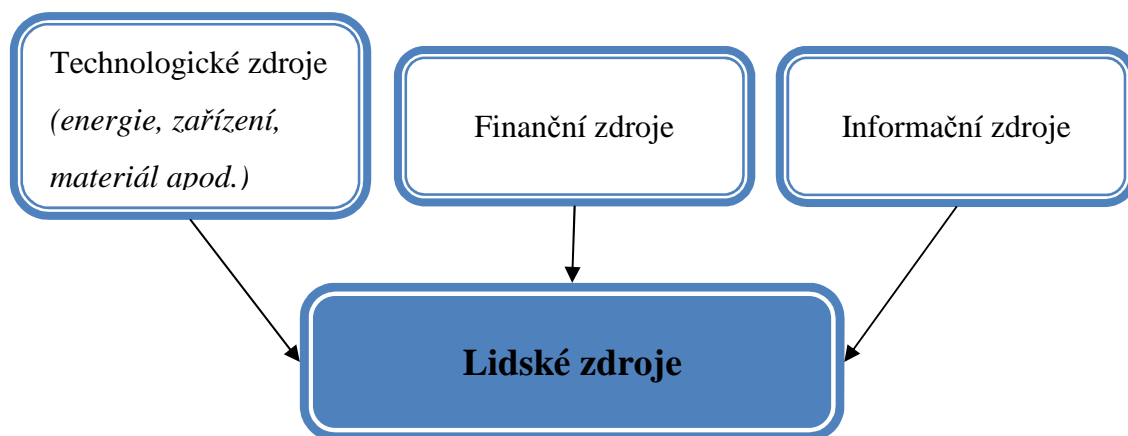 Technologické zdroje
(energie, zařízení,
materiál apod.)
Finanční zdroje
Informační zdroje
Lidské zdroje